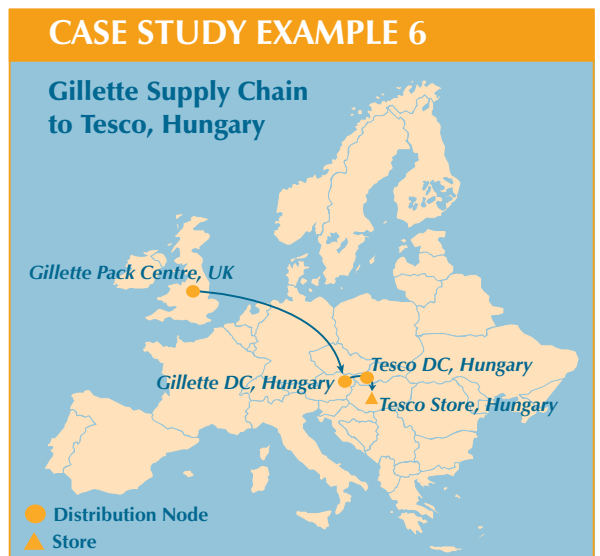 CASE STUDY EXAMPLE 6
Gillette Supply Chain
to Tesco, Hungary
Gillette Pack Centre, UK
Tesco DC, Hungary
Gillette DC, Hungary
Tesco Store, Hungary
Distribution Node
Store